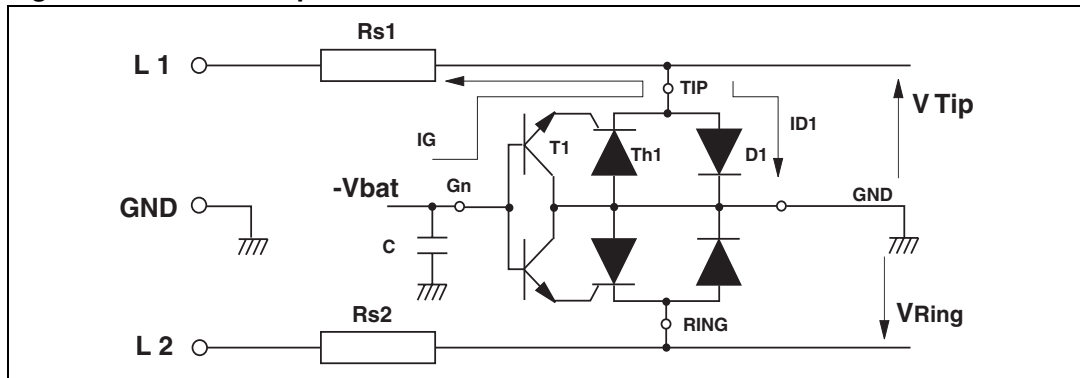 Rs1
L 1
TIP
V Tip
IG
T1
Th1
D1
ID1
-Vbat
Gn
GND
GND
C
Rs2
RING
VRing
L 2